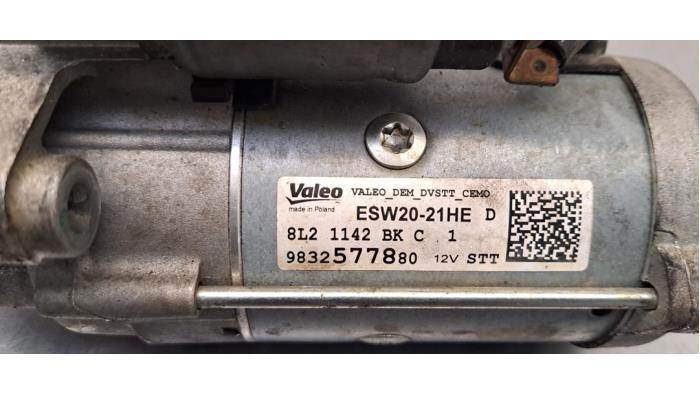 Valeo VALEO_DEM_DVSTT_CEMO
made in Poland
ESW20-21HE D
8L2 1142 BK C 1
9832577880 12V STT